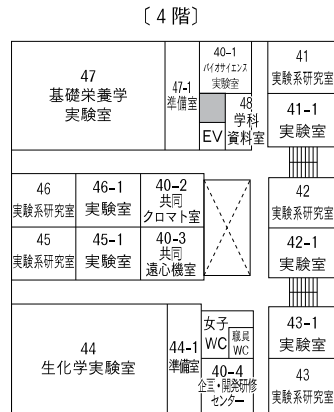 〔4階〕
47
基礎栄養学
実験室
47-1
準備室
40-1
バイオサイエンス
実験室
EV
48
学科
資料室
41
実験系研究室
41-1
実験室
46
実験系研究室
46-1
実験室
40-2
共同
クロマト室
42
実験系研究室
45
実験系研究室
45-1
実験室
40-3
共同
遠心機室
42-1
実験室
44
生化学実験室
44-1
準備室
女子
WC
職員
WC
40-4
企画・開発研修
センター
43-1
実験室
43
実験系研究室